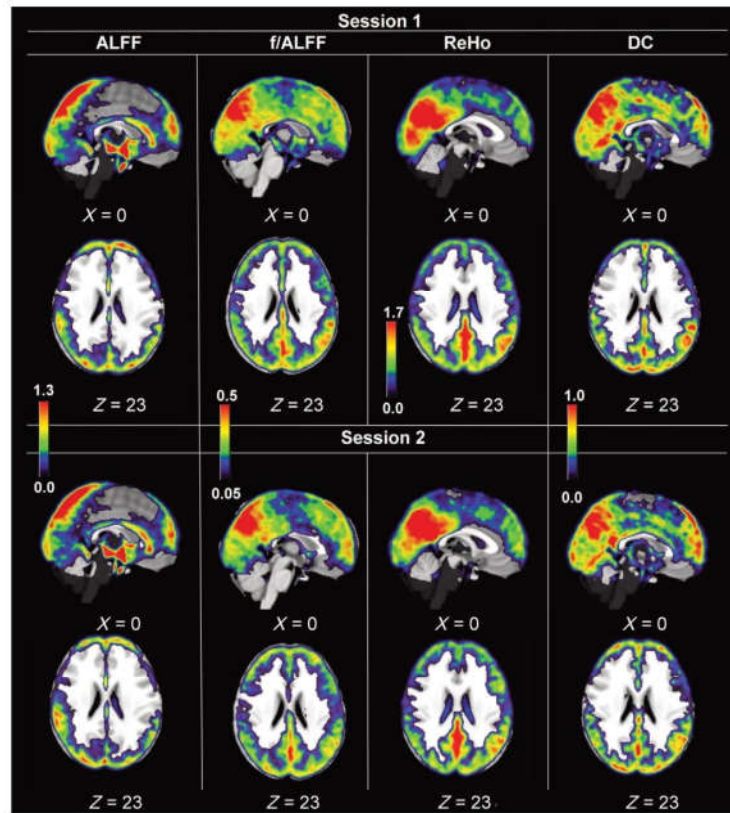 Session 1
ALFF f/ALFF ReHo DC
X = 0 X = 0 X = 0 X = 0
1.7
0.0
Z = 23 Z = 23 Z = 23 Z = 23
1.3 0.5 1.0
Session 2
0.0 0.05 0.0
X = 0 X = 0 X = 0 X = 0
Z = 23 Z = 23 Z = 23 Z = 23